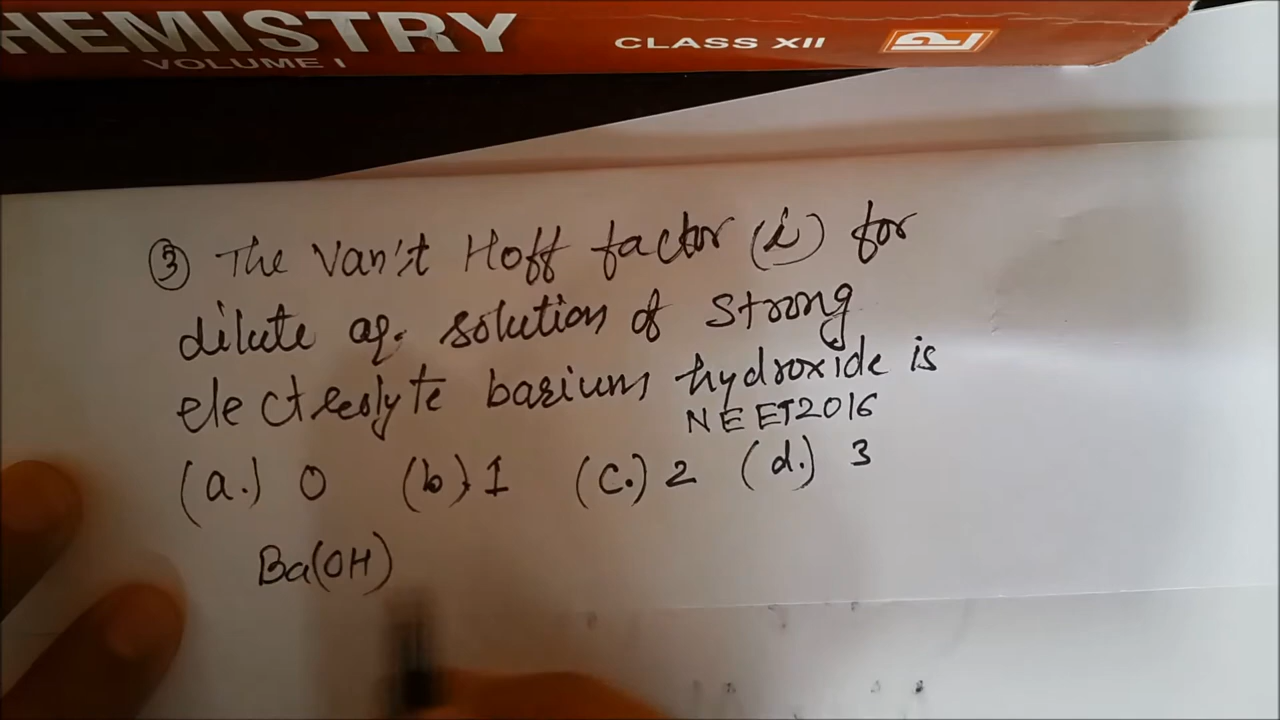 HEMISTRY
CLASS XII
VOLUME I
③ The Van't Hoff factor (i) for
dilute aq. solution of strong
electrolyte barium hydroxide is
NEET2016
(a.) 0 (b) 1 (c.) 2 (d.) 3
Ba(OH)